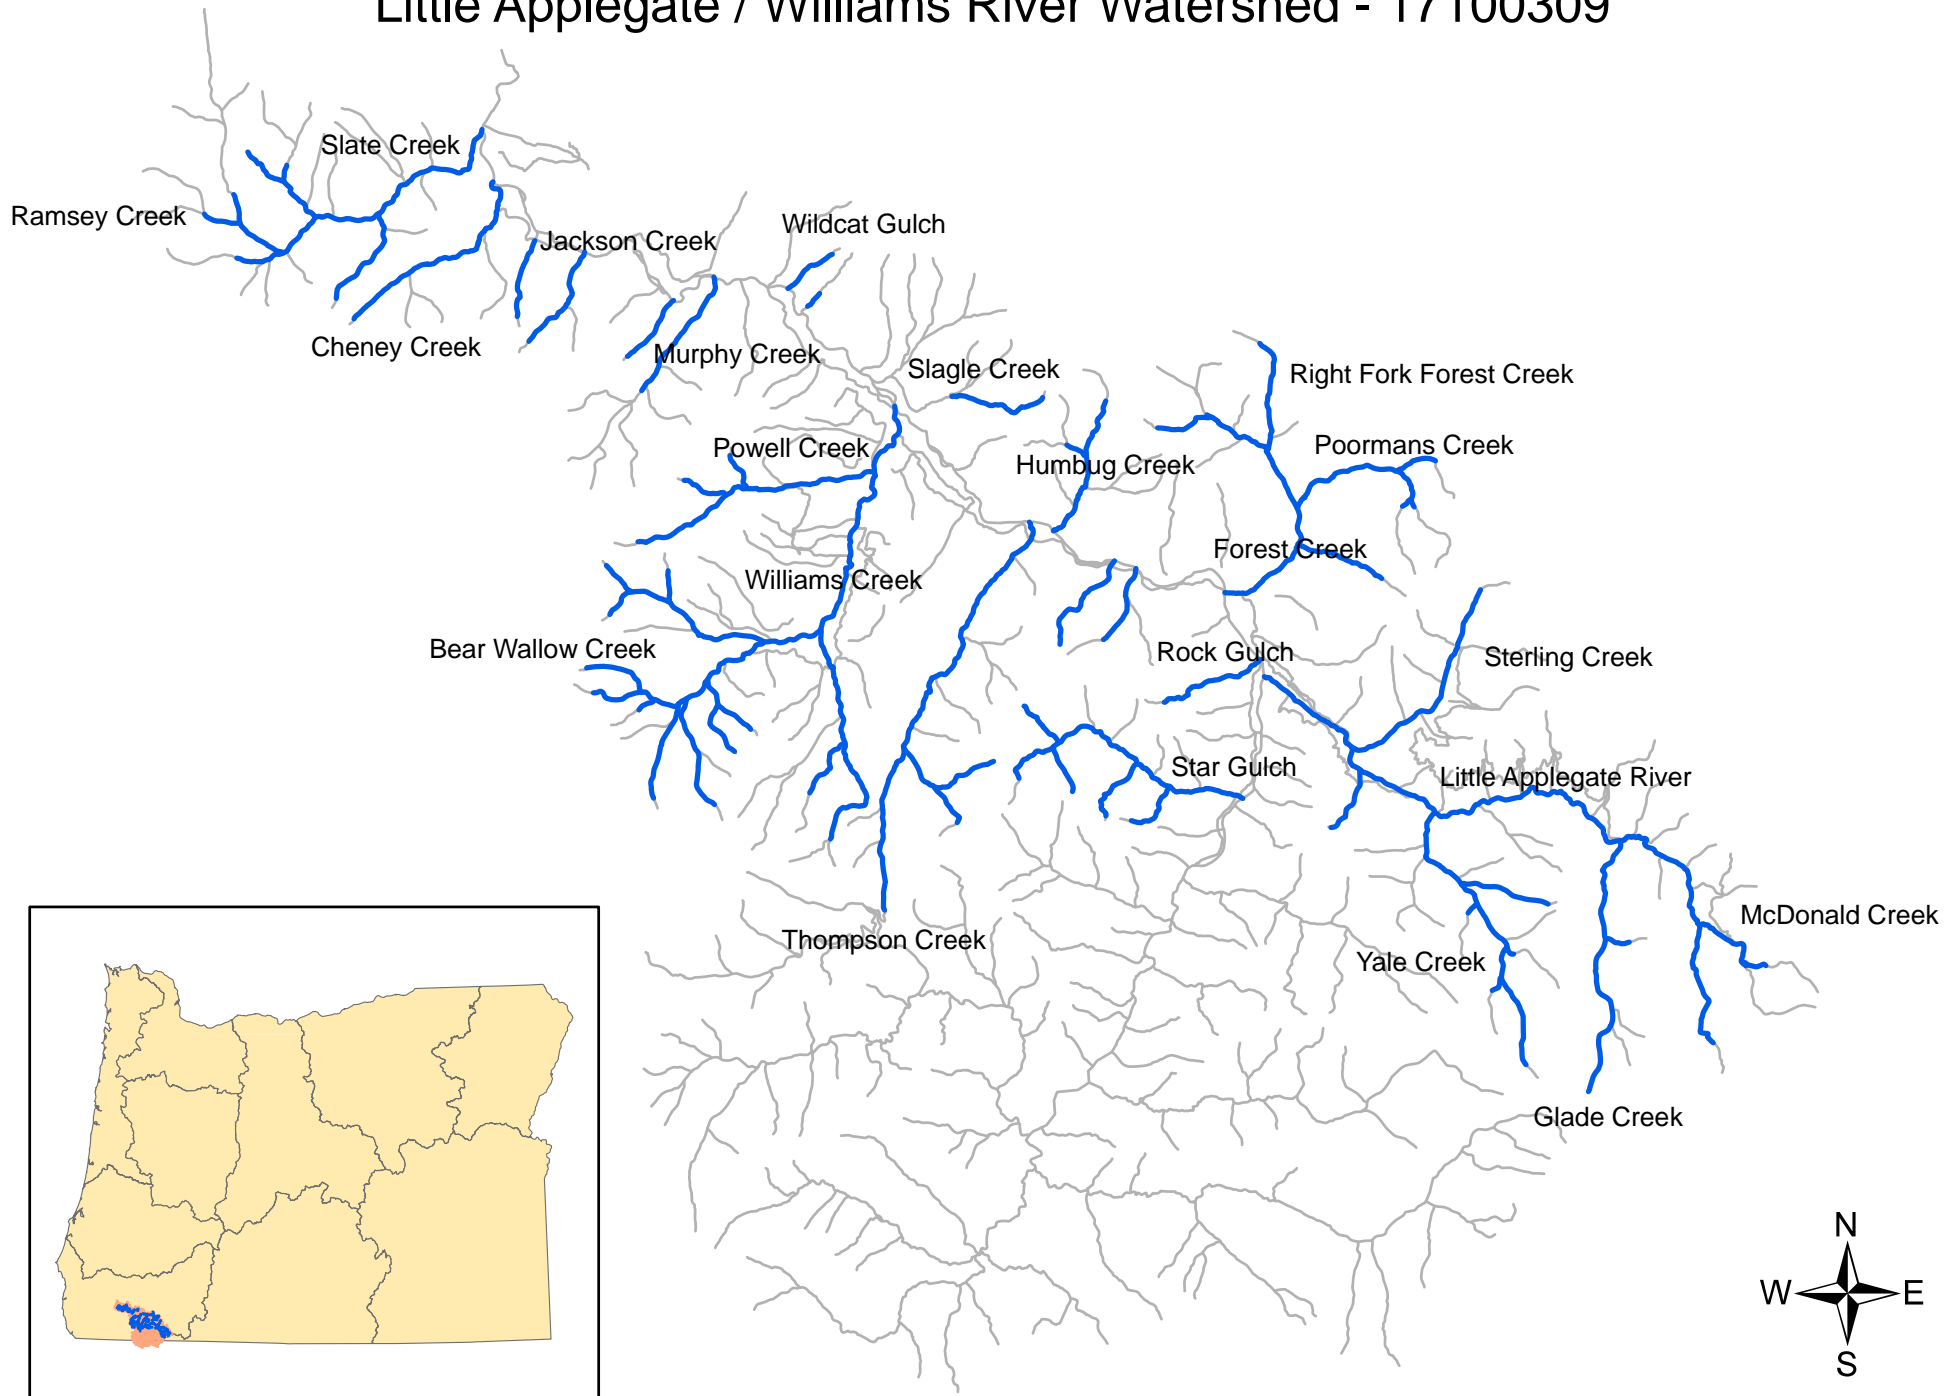 Little Applegate / Williams River Watershed - 17100309
Slate Creek
Ramsey Creek
Wildcat Gulch
Jackson Creek
Cheney Creek
Murphy Creek
Slagle Creek
Right Fork Forest Creek
Powell Creek
Poormans Creek
Humbug Creek
Forest Creek
Williams Creek
Bear Wallow Creek
Rock Gulch
Sterling Creek
Star Gulch
Little Applegate River
McDonald Creek
Thompson Creek
Yale Creek
Glade Creek
N
W E
S